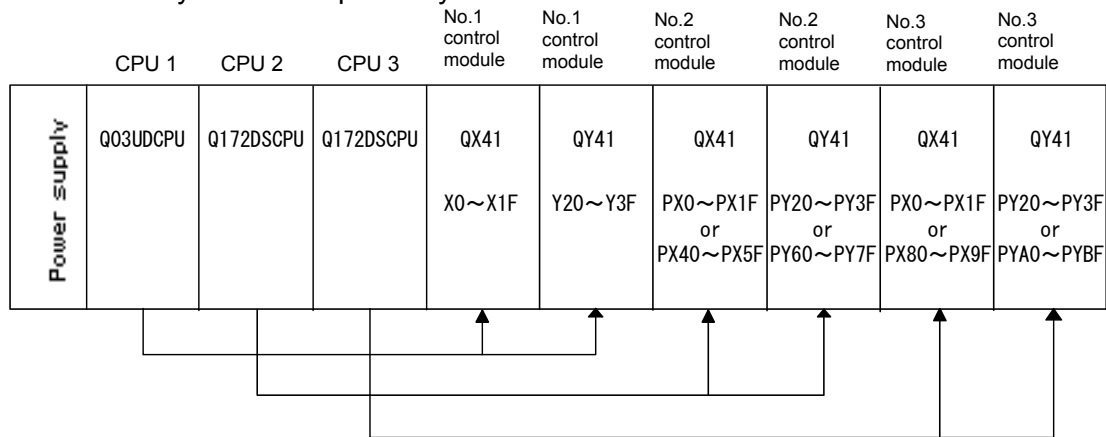 No.1 control module
No.1 control module
No.2 control module
No.2 control module
No.3 control module
No.3 control module
CPU 1
CPU 2
CPU 3
Power supply
Q03UDCPU
Q172DSCPU
Q172DSCPU
QX41
X0~X1F
QY41
Y20~Y3F
QX41
PX0~PX1F
or
PX40~PX5F
QY41
PY20~PY3F
or
PY60~PY7F
QX41
PX0~PX1F
or
PX80~PX9F
QY41
PY20~PY3F
or
PYA0~PYBF